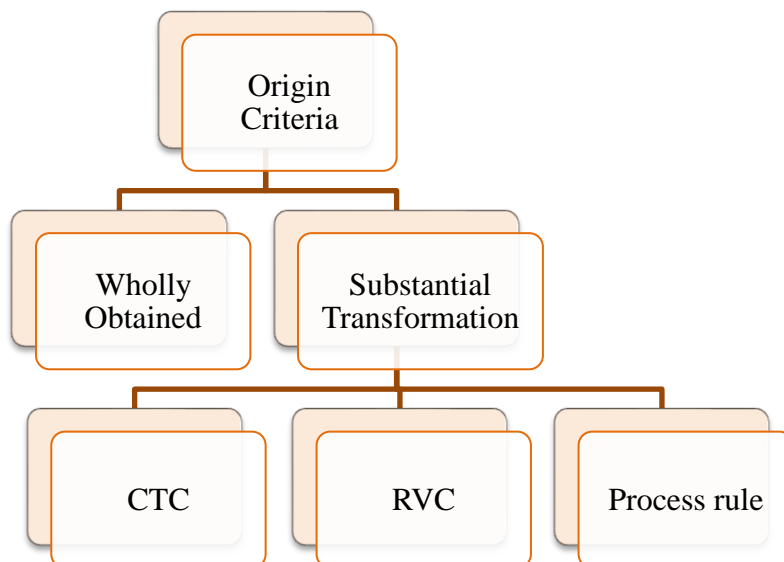 Origin
Criteria
Wholly
Obtained
Substantial
Transformation
CTC
RVC
Process rule